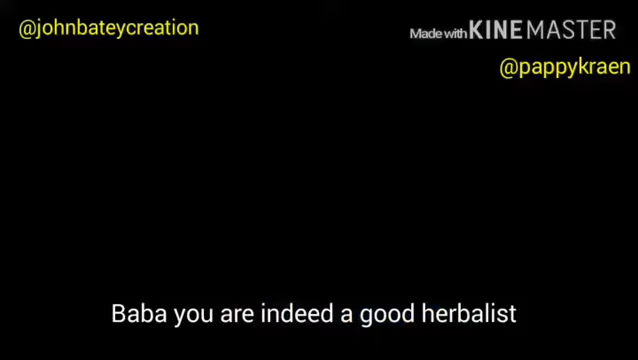 @johnbateycreation
Made with KINEMASTER
@pappykraen
Baba you are indeed a good herbalist